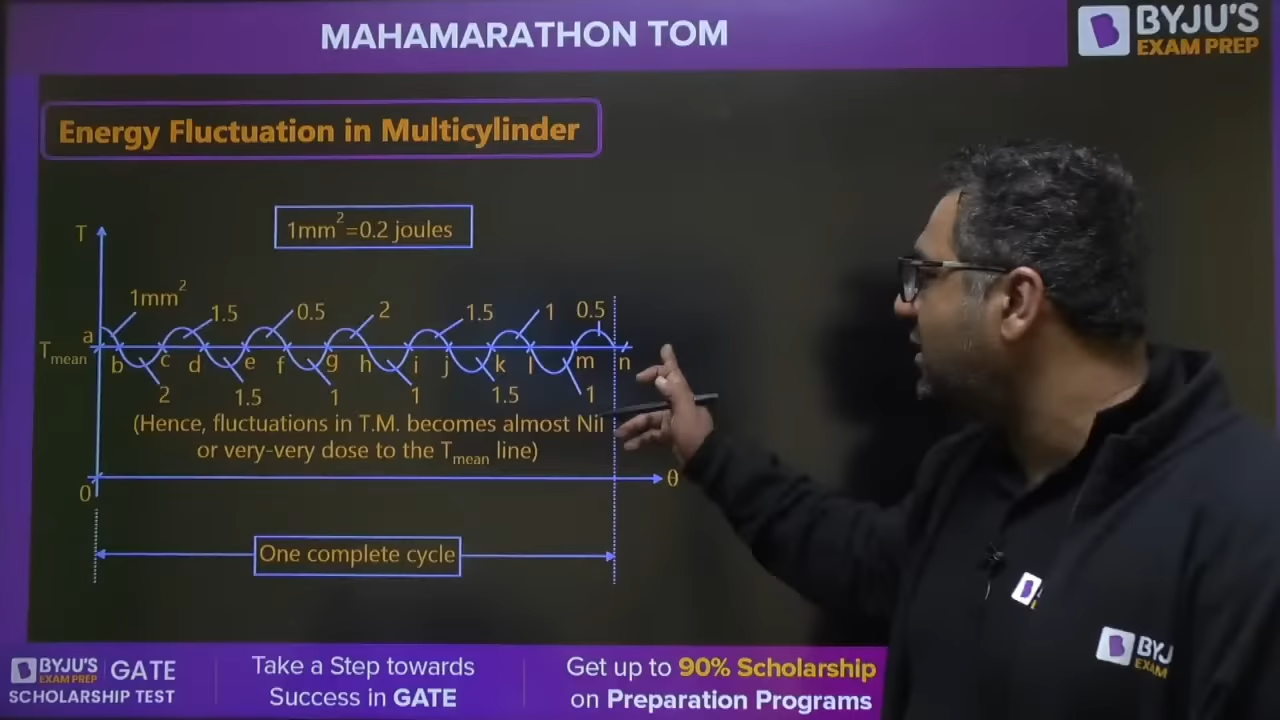 MAHAMARATHON TOM
BYJU'S
EXAM PREP
Energy Fluctuation in Multicylinder
1mm²=0.2 joules
T
1mm²
1.5
0.5
2
1.5
1
0.5
a
Tmean
b
c
d
e
f
g
h
i
j
k
l
m
n
2
1.5
1
1
1.5
1
(Hence, fluctuations in T.M. becomes almost Nil
or very-very dose to the Tmean line)
0
θ
One complete cycle
BYJU'S
EXAM PREP
GATE
SCHOLARSHIP TEST
Take a Step towards
Success in GATE
Get up to 90% Scholarship
on Preparation Programs
BYJ
EXAM